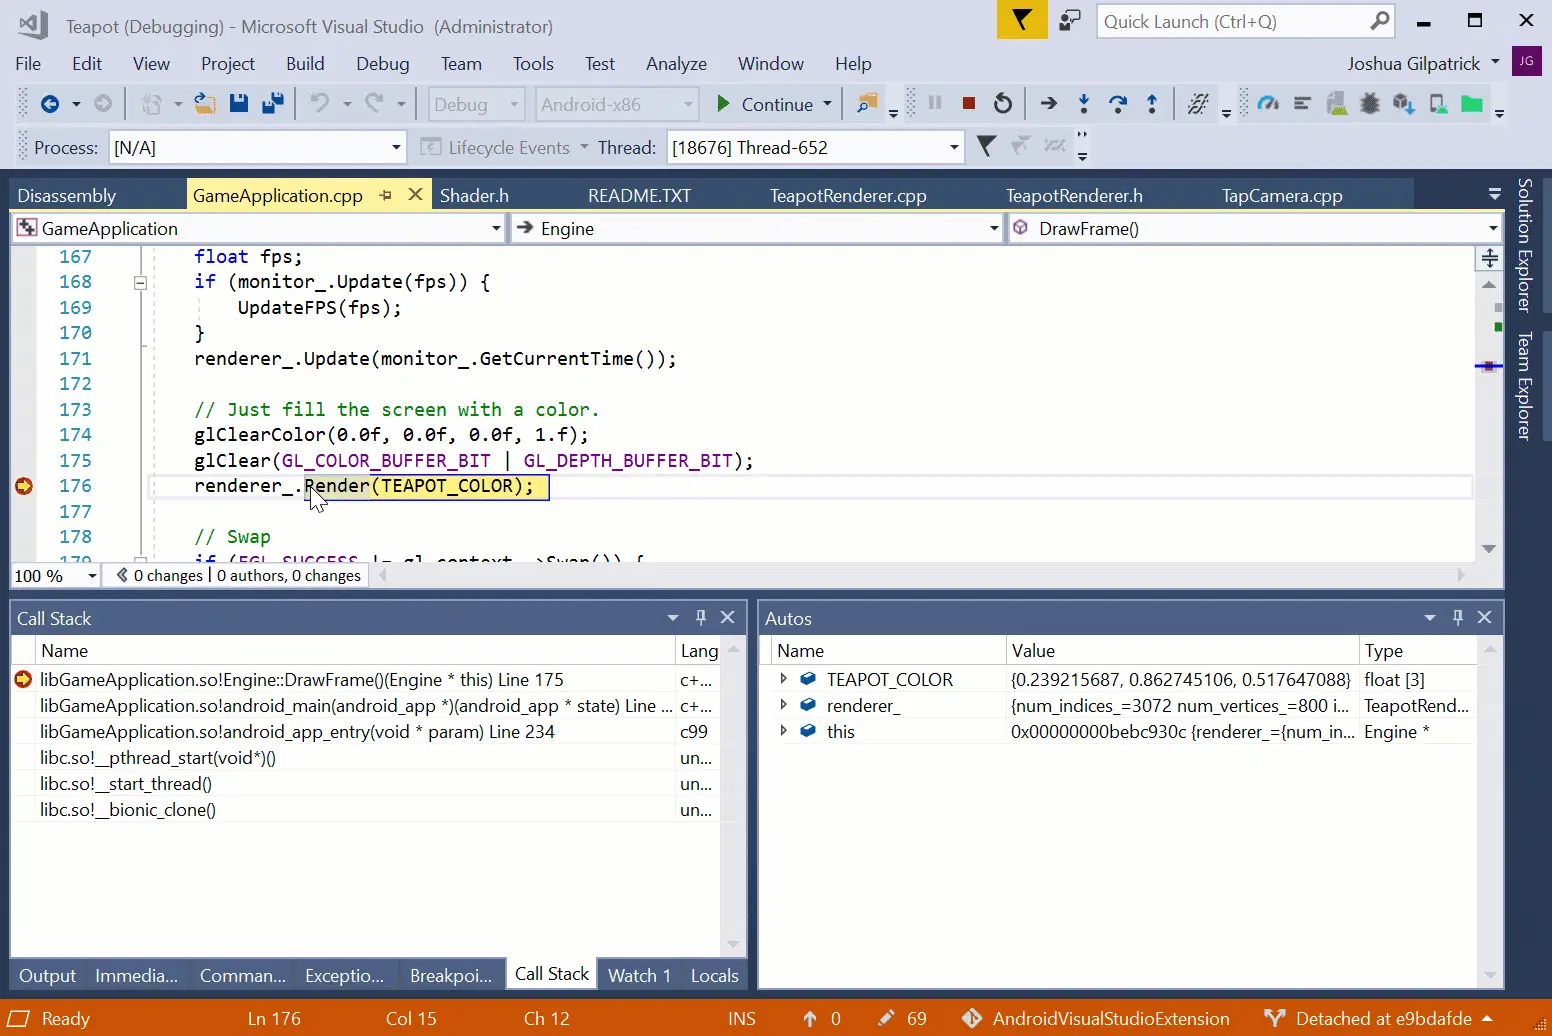 Teapot (Debugging) - Microsoft Visual Studio (Administrator)
Quick Launch (Ctrl+Q)
File Edit View Project Build Debug Team Tools Test Analyze Window Help
Joshua Gilpatrick JG
Debug Android-x86 Continue
Process: [N/A] Lifecycle Events Thread: [18676] Thread-652
Disassembly GameApplication.cpp Shader.h README.TXT TeapotRenderer.cpp TeapotRenderer.h TapCamera.cpp
GameApplication Engine DrawFrame()
167 float fps;
168 if (monitor_.Update(fps)) {
169 UpdateFPS(fps);
170 }
171 renderer_.Update(monitor_.GetCurrentTime());
172
173 // Just fill the screen with a color.
174 glClearColor(0.0f, 0.0f, 0.0f, 1.f);
175 glClear(GL_COLOR_BUFFER_BIT | GL_DEPTH_BUFFER_BIT);
176 renderer_.Render(TEAPOT_COLOR);
177
178 // Swap
179 if (EGL_SUCCESS != gl_context_->Swap()) {
100 % 0 changes | 0 authors, 0 changes
Solution Explorer
Team Explorer
Call Stack
Name Lang
libGameApplication.so!Engine::DrawFrame()(Engine * this) Line 175 c+...
libGameApplication.so!android_main(android_app *)(android_app * state) Line ... c+...
libGameApplication.so!android_app_entry(void * param) Line 234 c99
libc.so!__pthread_start(void*)() un...
libc.so!__start_thread() un...
libc.so!__bionic_clone() un...
Output Immedia... Comman... Exceptio... Breakpoi... Call Stack Watch 1 Locals
Autos
Name Value Type
TEAPOT_COLOR {0.239215687, 0.862745106, 0.517647088} float [3]
renderer_ {num_indices_=3072 num_vertices_=800 i... TeapotRend...
this 0x00000000bebc930c {renderer_={num_in... Engine *
Ready Ln 176 Col 15 Ch 12 INS 0 69 AndroidVisualStudioExtension Detached at e9bdafde